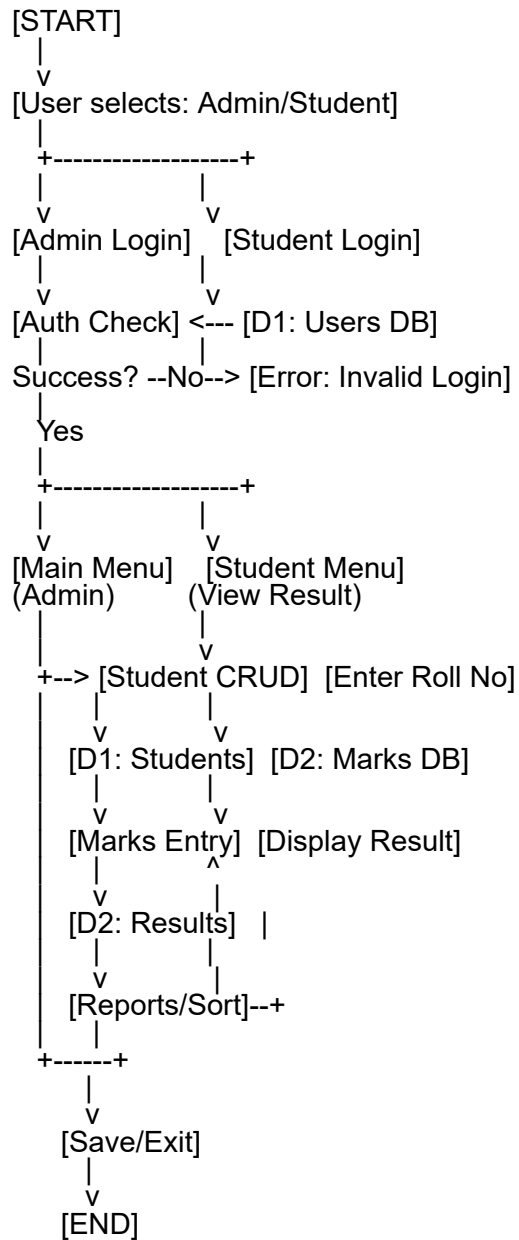 [START]
|
v
[User selects: Admin/Student]
|
+-------------------+
| |
v v
[Admin Login] [Student Login]
| |
v v
[Auth Check] <--- [D1: Users DB]
| |
Success? --No--> [Error: Invalid Login]
|
Yes
|
+-------------------+
| |
v v
[Main Menu] [Student Menu]
(Admin) (View Result)
| |
| v
+--> [Student CRUD] [Enter Roll No]
| | |
| v v
| [D1: Students] [D2: Marks DB]
| | |
| v v
| [Marks Entry] [Display Result]
| | ^
| v |
| [D2: Results] |
| | |
| v |
| [Reports/Sort]--+
| |
+------+
|
v
[Save/Exit]
|
v
[END]